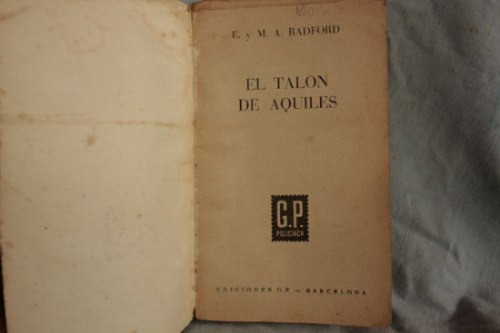 E. y M. A. RADFORD
EL TALON
DE AQUILES
G.P.
POLICIACA
EDICIONES G.P. — BARCELONA